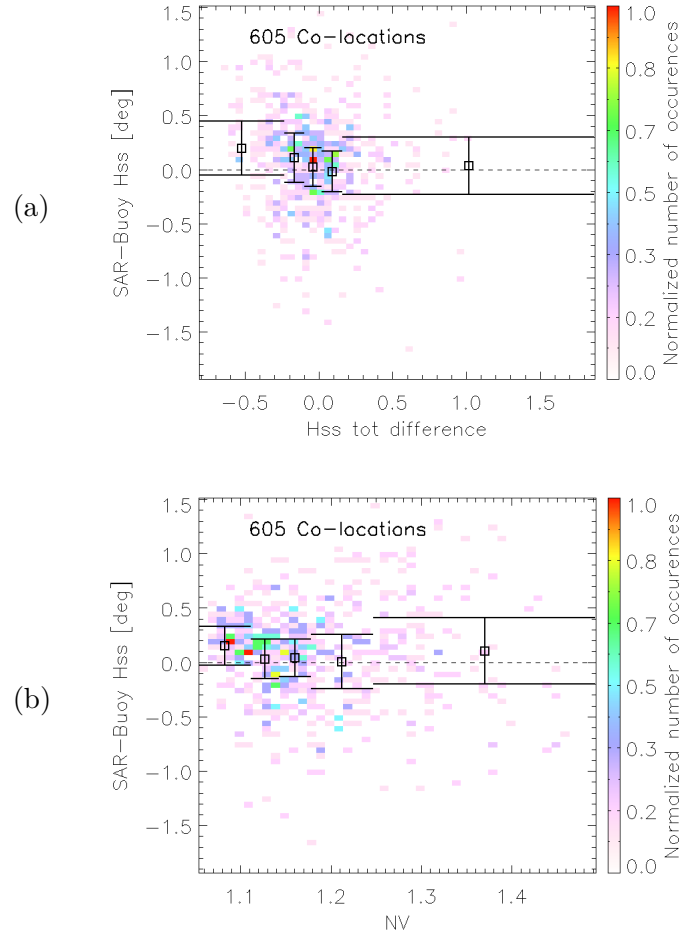 (a)
605 Co-locations
SAR-Buoy Hss [deg]
1.5
1.0
0.5
0.0
-0.5
-1.0
-1.5
-0.5 0.0 0.5 1.0 1.5
Hss tot difference
1.0
0.8
0.7
0.5
0.3
0.2
0.0
Normalized number of occurences
(b)
605 Co-locations
SAR-Buoy Hss [deg]
1.5
1.0
0.5
0.0
-0.5
-1.0
-1.5
1.1 1.2 1.3 1.4
NV
1.0
0.8
0.7
0.5
0.3
0.2
0.0
Normalized number of occurences